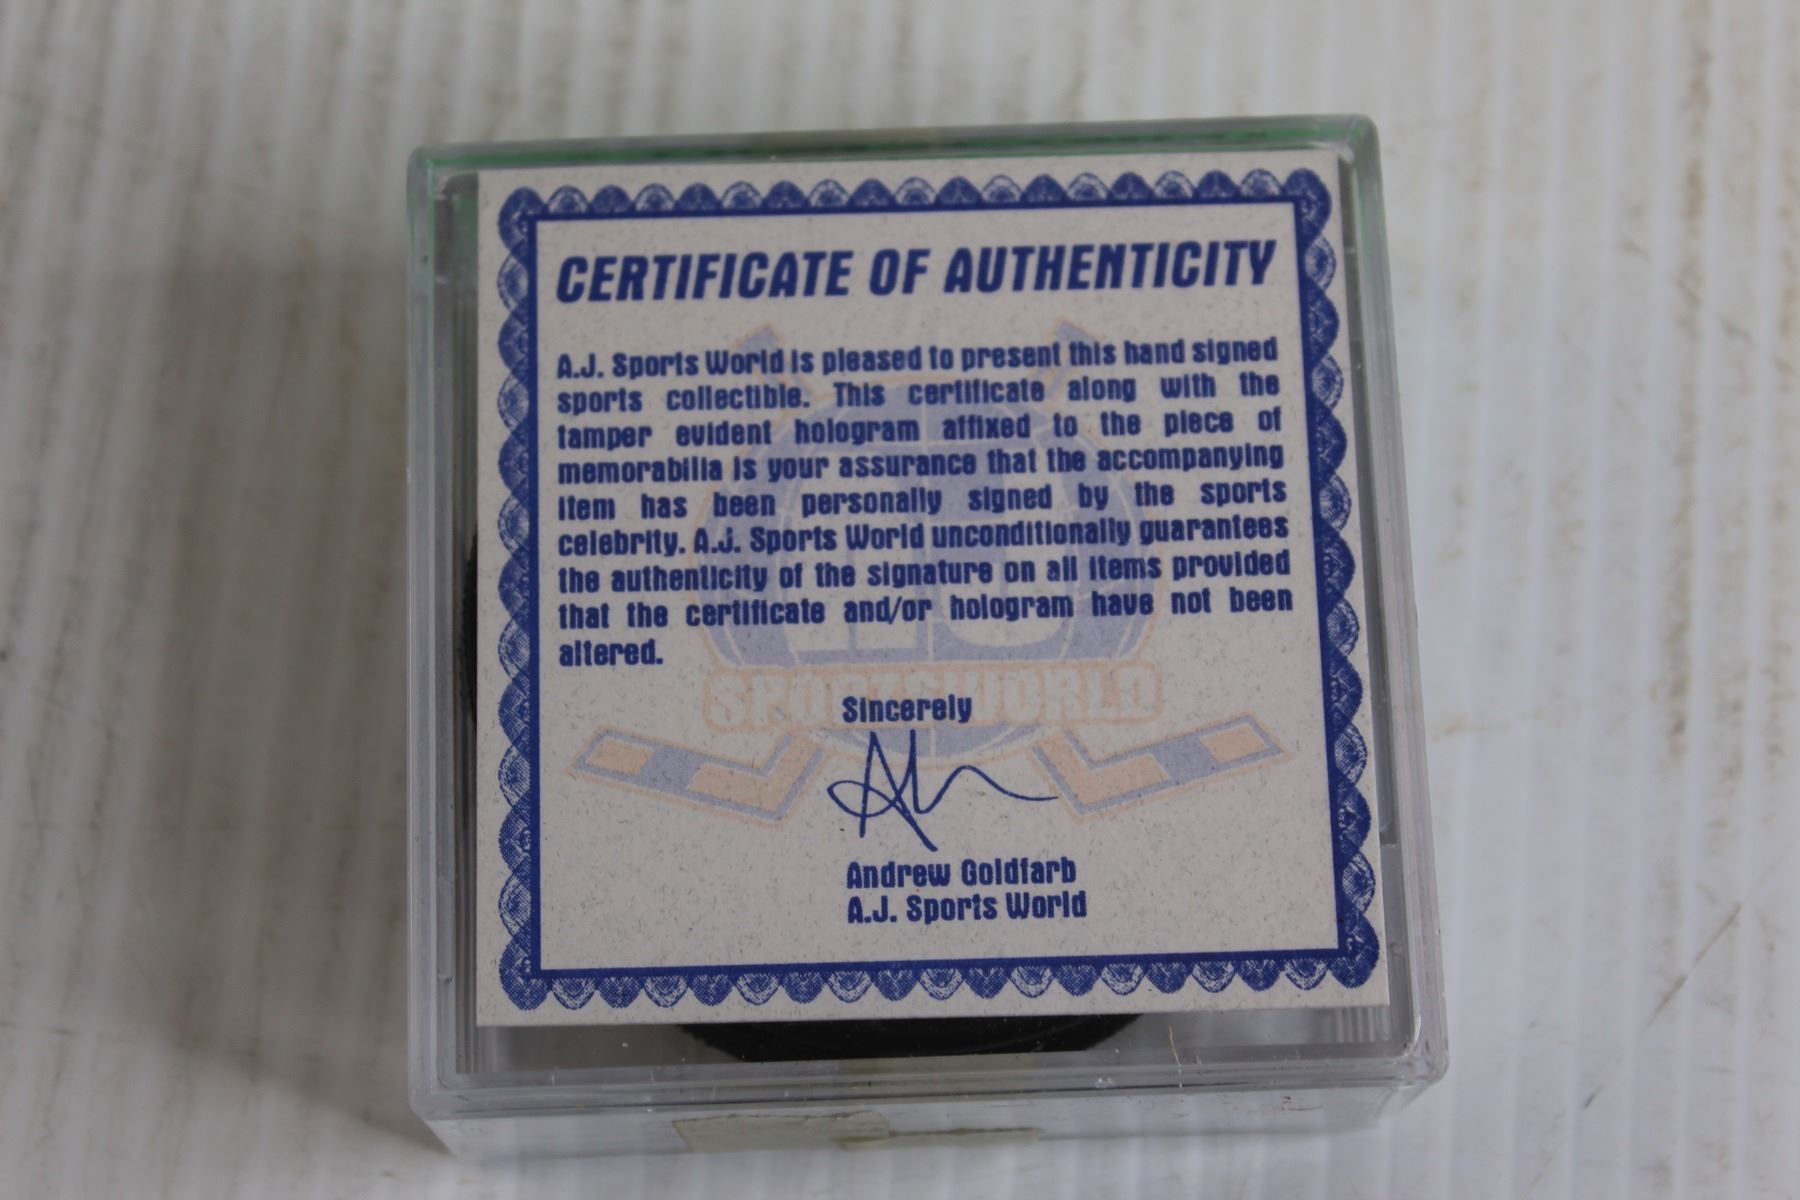 CERTIFICATE OF AUTHENTICITY
A.J. Sports World is pleased to present this hand signed
sports collectible. This certificate along with the
tamper evident hologram affixed to the piece of
memorabilia is your assurance that the accompanying
item has been personally signed by the sports
celebrity. A.J. Sports World unconditionally guarantees
the authenticity of the signature on all items provided
that the certificate and/or hologram have not been
altered.
SPORTSWORLD
Sincerely
Andrew Goldfarb
A.J. Sports World